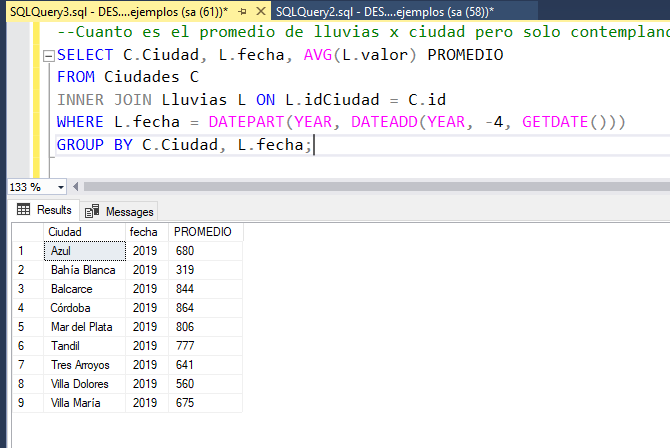 SQLQuery3.sql - DES....ejemplos (sa (61))* SQLQuery2.sql - DES....ejemplos (sa (58))*
--Cuanto es el promedio de lluvias x ciudad pero solo
SELECT C.Ciudad, L.fecha, AVG(L.valor) PROMEDIO
FROM Ciudades C
INNER JOIN Lluvias L ON L.idCiudad = C.id
WHERE L.fecha = DATEPART(YEAR, DATEADD(YEAR, -4, GETDATE()))
GROUP BY C.Ciudad, L.fecha;
133 %
Results Messages
Ciudad fecha PROMEDIO
1 Azul 2019 680
2 Bahía Blanca 2019 319
3 Balcarce 2019 844
4 Córdoba 2019 864
5 Mar del Plata 2019 806
6 Tandil 2019 777
7 Tres Arroyos 2019 641
8 Villa Dolores 2019 560
9 Villa María 2019 675